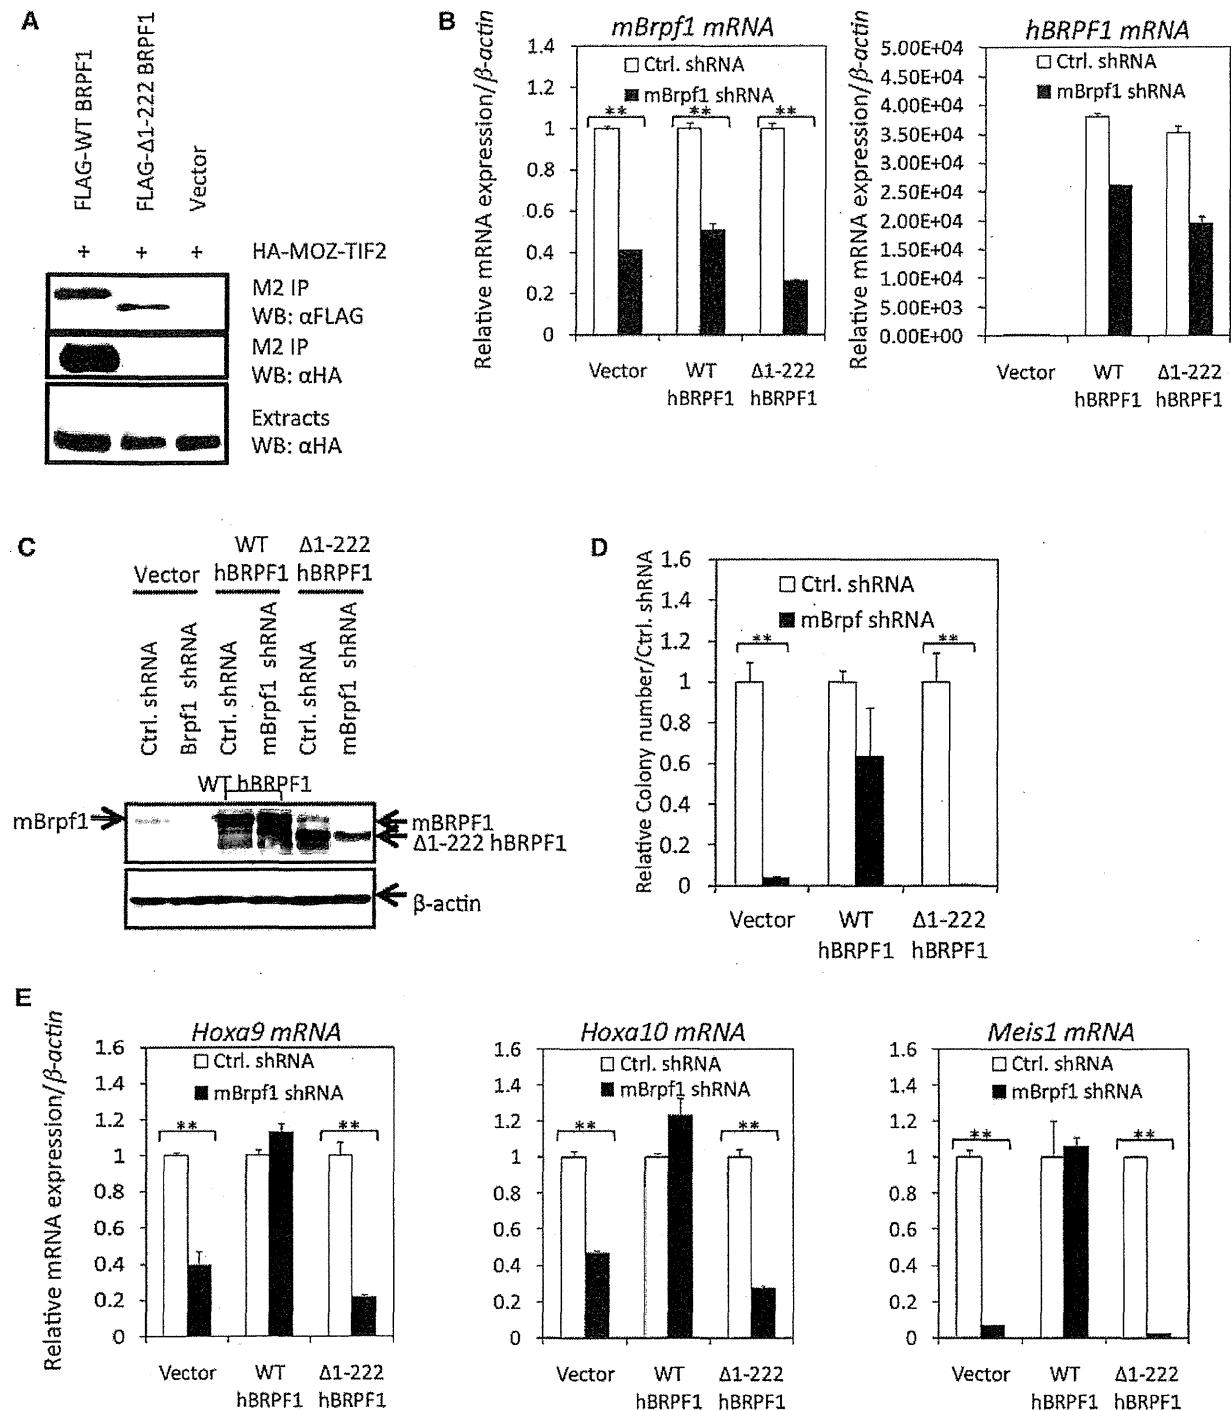 A
FLAG-WT BRPF1
FLAG-Δ1-222 BRPF1
Vector
+ + + HA-MOZ-TIF2
M2 IP
WB: αFLAG
M2 IP
WB: αHA
Extracts
WB: αHA
B
mBrpf1 mRNA
Relative mRNA expression/β-actin
1.4
1.2
1
0.8
0.6
0.4
0.2
0
Ctrl. shRNA
mBrpf1 shRNA
** ** **
Vector WT Δ1-222
hBRPF1 hBRPF1
hBRPF1 mRNA
Relative mRNA expression/β-actin
5.00E+04
4.50E+04
4.00E+04
3.50E+04
3.00E+04
2.50E+04
2.00E+04
1.50E+04
1.00E+04
5.00E+03
0.00E+00
Ctrl. shRNA
mBrpf1 shRNA
Vector WT Δ1-222
hBRPF1 hBRPF1
C
WT Δ1-222
Vector hBRPF1 hBRPF1
Ctrl. shRNA
Brpf1 shRNA
Ctrl. shRNA
mBrpf1 shRNA
Ctrl. shRNA
mBrpf1 shRNA
WT hBRPF1
mBrpf1
mBRPF1
Δ1-222 hBRPF1
β-actin
D
Relative Colony number/Ctrl. shRNA
1.6
1.4
1.2
1
0.8
0.6
0.4
0.2
0
Ctrl. shRNA
mBrpf shRNA
** **
Vector WT Δ1-222
hBRPF1 hBRPF1
E
Relative mRNA expression/β-actin
Hoxa9 mRNA
1.6
1.4
1.2
1
0.8
0.6
0.4
0.2
0
Ctrl. shRNA
mBrpf1 shRNA
** **
Vector WT Δ1-222
hBRPF1 hBRPF1
Hoxa10 mRNA
1.6
1.4
1.2
1
0.8
0.6
0.4
0.2
0
Ctrl. shRNA
mBrpf1 shRNA
** **
Vector WT Δ1-222
hBRPF1 hBRPF1
Meis1 mRNA
1.6
1.4
1.2
1
0.8
0.6
0.4
0.2
0
Ctrl. shRNA
mBrpf1 shRNA
** **
Vector WT Δ1-222
hBRPF1 hBRPF1